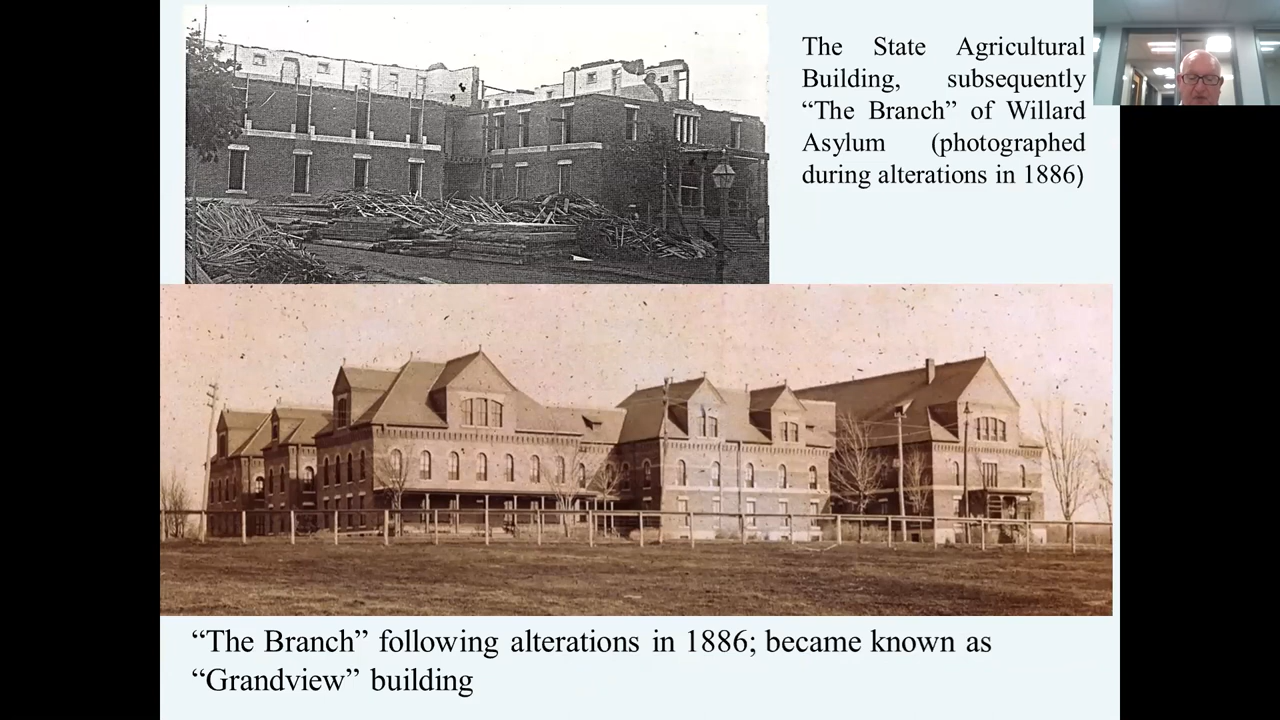 The State Agricultural
Building, subsequently
“The Branch” of Willard
Asylum (photographed
during alterations in 1886)
“The Branch” following alterations in 1886; became known as
“Grandview” building